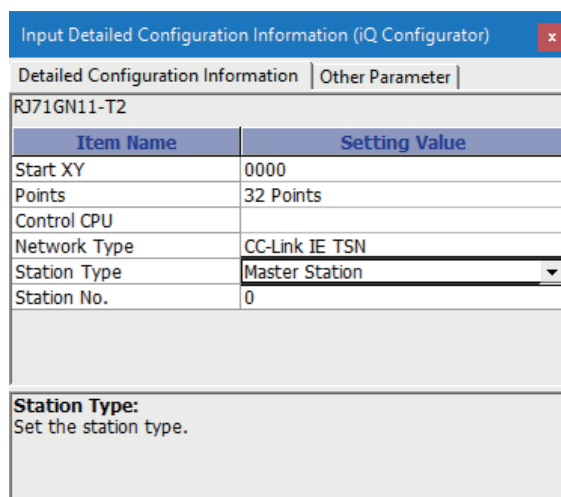 Input Detailed Configuration Information (iQ Configurator) x
Detailed Configuration Information Other Parameter
RJ71GN11-T2
Item Name Setting Value
Start XY 0000
Points 32 Points
Control CPU
Network Type CC-Link IE TSN
Station Type Master Station
Station No. 0
Station Type:
Set the station type.